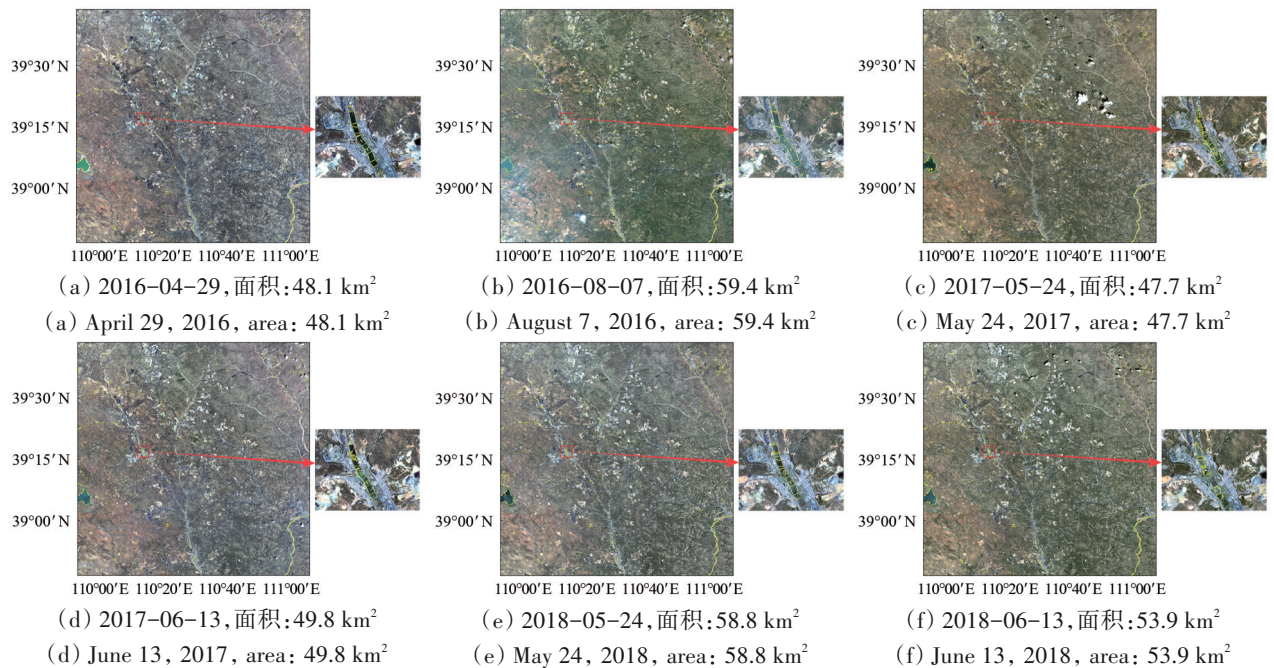 39°30′N
39°15′N
39°00′N
110°00′E 110°20′E 110°40′E 111°00′E
(a) 2016-04-29,面积:48.1 km²
(a) April 29, 2016, area: 48.1 km²
39°30′N
39°15′N
39°00′N
110°00′E 110°20′E 110°40′E 111°00′E
(b) 2016-08-07,面积:59.4 km²
(b) August 7, 2016, area: 59.4 km²
39°30′N
39°15′N
39°00′N
110°00′E 110°20′E 110°40′E 111°00′E
(c) 2017-05-24,面积:47.7 km²
(c) May 24, 2017, area: 47.7 km²
39°30′N
39°15′N
39°00′N
110°00′E 110°20′E 110°40′E 111°00′E
(d) 2017-06-13,面积:49.8 km²
(d) June 13, 2017, area: 49.8 km²
39°30′N
39°15′N
39°00′N
110°00′E 110°20′E 110°40′E 111°00′E
(e) 2018-05-24,面积:58.8 km²
(e) May 24, 2018, area: 58.8 km²
39°30′N
39°15′N
39°00′N
110°00′E 110°20′E 110°40′E 111°00′E
(f) 2018-06-13,面积:53.9 km²
(f) June 13, 2018, area: 53.9 km²